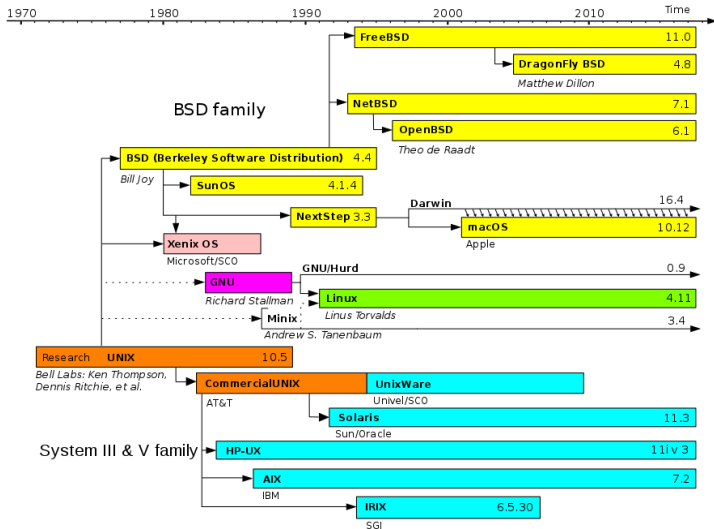 1970 1980 1990 2000 2010 Time
FreeBSD 11.0
DragonFly BSD 4.8
Matthew Dillon
BSD family
NetBSD 7.1
OpenBSD 6.1
Theo de Raadt
BSD (Berkeley Software Distribution) 4.4
Bill Joy
SunOS 4.1.4
Darwin 16.4
NextStep 3.3
macOS 10.12
Apple
Xenix OS
Microsoft/SCO
GNU/Hurd 0.9
GNU
Richard Stallman
Linux 4.11
Linus Torvalds
Minix 3.4
Andrew S. Tanenbaum
Research UNIX 10.5
Bell Labs: Ken Thompson,
Dennis Ritchie, et al.
CommercialUNIX UnixWare
AT&T Univel/SCO
Solaris 11.3
Sun/Oracle
System III & V family
HP-UX 11i v 3
AIX 7.2
IBM
IRIX 6.5.30
SGI